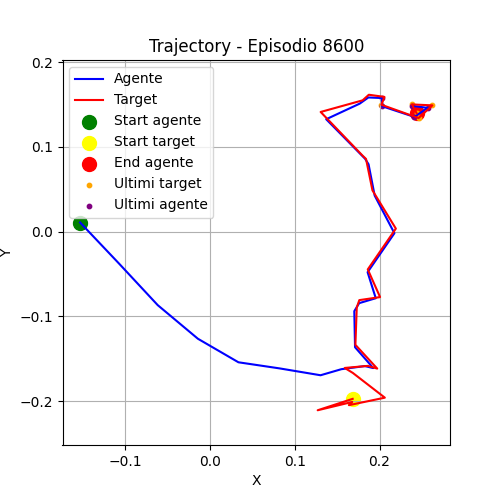 Trajectory - Episodio 8600
Agente
Target
Start agente
Start target
End agente
Ultimi target
Ultimi agente
0.2
0.1
0.0
−0.1
−0.2
Y
−0.1
0.0
0.1
0.2
X